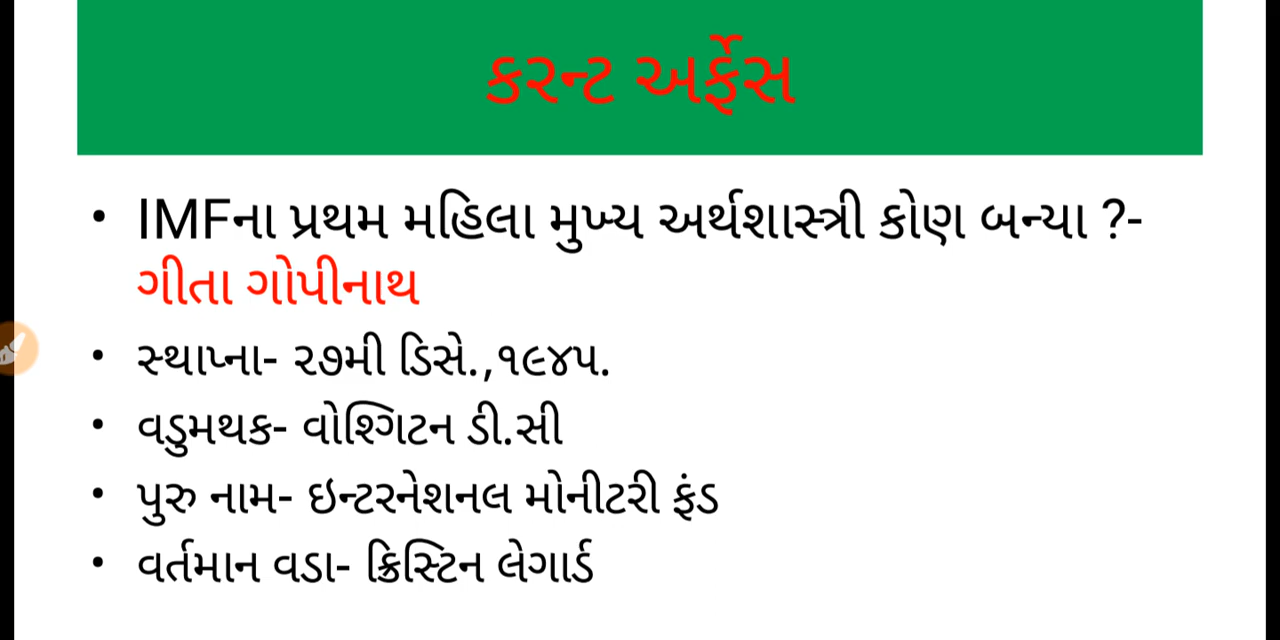 કરન્ટ અર્ફેસ
• IMFના પ્રથમ મહિલા મુખ્ય અર્થશાસ્ત્રી કોણ બન્યા ?-
ગીતા ગોપીનાથ
• સ્થાપ્ના- ૨૭મી ડિસે.,૧૯૪૫.
• વડુમથક- વોશ્ગિટન ડી.સી
• પુરુ નામ- ઇન્ટરનેશનલ મોનીટરી ફંડ
• વર્તમાન વડા- ક્રિસ્ટિન લેગાર્ડ